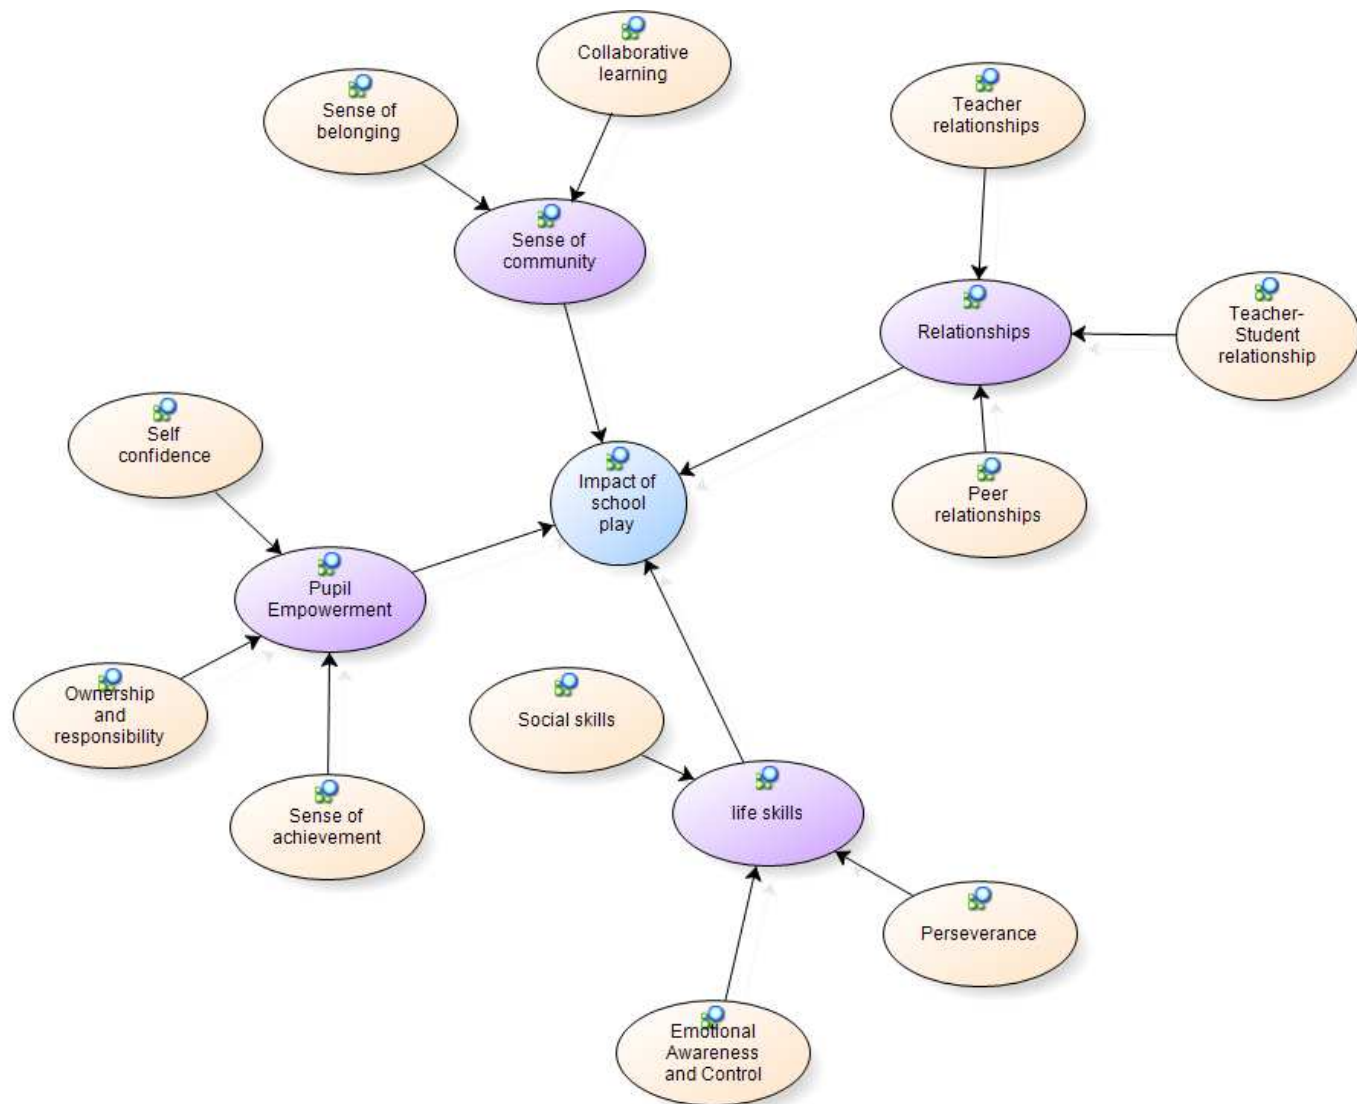 Collaborative
learning
Sense of
belonging
Teacher
relationships
Sense of
community
Relationships
Teacher-
Student
relationship
Self
confidence
Impact of
school
play
Peer
relationships
Pupil
Empowerment
Ownership
and
responsibility
Social skills
Sense of
achievement
life skills
Perseverance
Emotional
Awareness
and Control